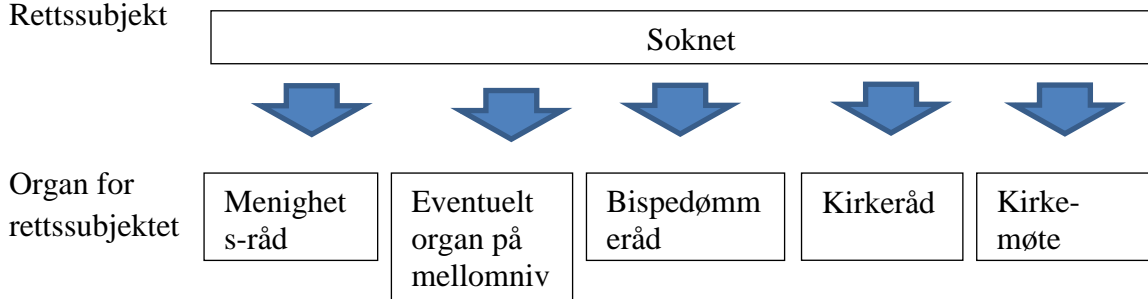 Rettssubjekt
Soknet
Organ for
rettssubjektet
Menighet
s-råd
Eventuelt
organ på
mellomniv
Bispedømm
eråd
Kirkeråd
Kirke-
møte